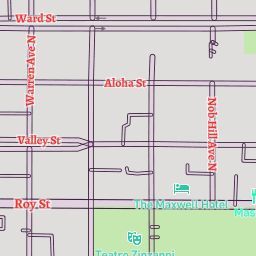 Ward St
Warren Ave N
Aloha St
Nob Hill Ave N
Valley St
Roy St
The Maxwell Hotel
Teatro Zinzanni